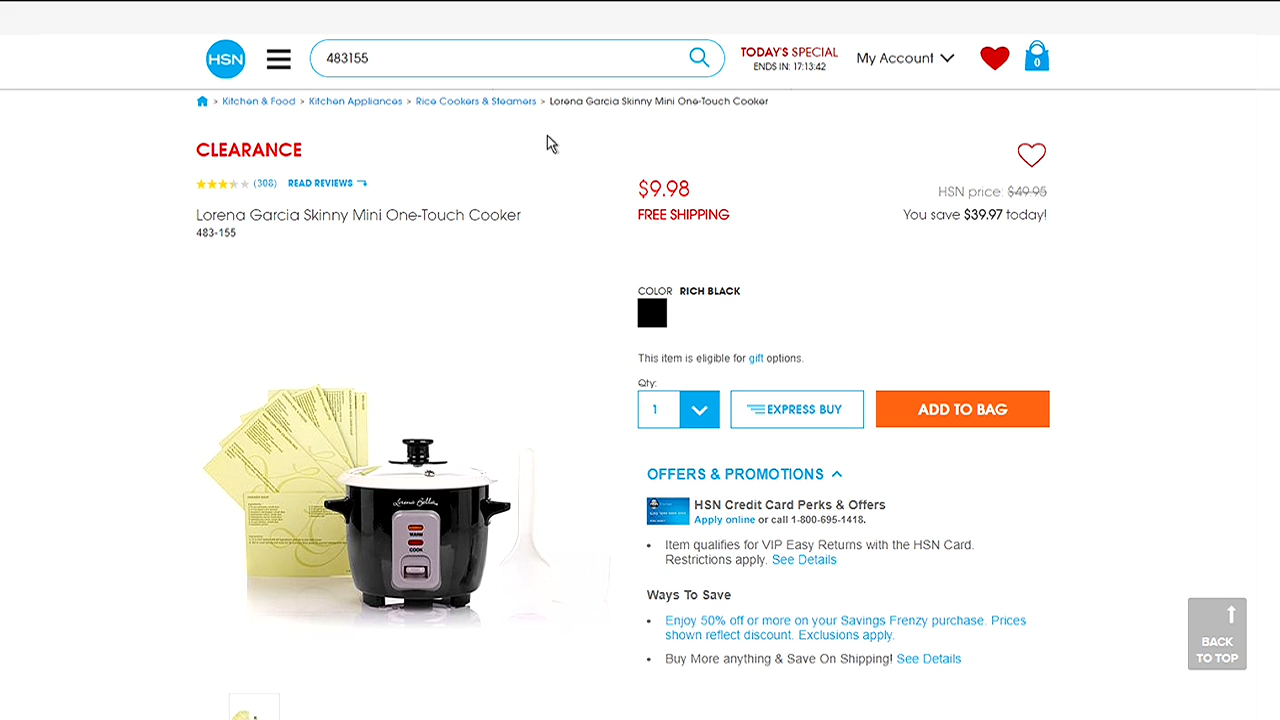 HSN
483155
TODAY'S SPECIAL
ENDS IN: 17:13:42
My Account
0
> Kitchen & Food > Kitchen Appliances > Rice Cookers & Steamers > Lorena Garcia Skinny Mini One-Touch Cooker
CLEARANCE
(308) READ REVIEWS
Lorena Garcia Skinny Mini One-Touch Cooker
483-155
$9.98
FREE SHIPPING
HSN price: $49.95
You save $39.97 today!
COLOR RICH BLACK
This item is eligible for gift options.
Qty:
1
EXPRESS BUY
ADD TO BAG
WARM
COOK
OFFERS & PROMOTIONS
HSN Credit Card Perks & Offers
Apply online or call 1-800-695-1418.
• Item qualifies for VIP Easy Returns with the HSN Card.
Restrictions apply. See Details
Ways To Save
• Enjoy 50% off or more on your Savings Frenzy purchase. Prices
shown reflect discount. Exclusions apply.
• Buy More anything & Save On Shipping! See Details
BACK
TO TOP